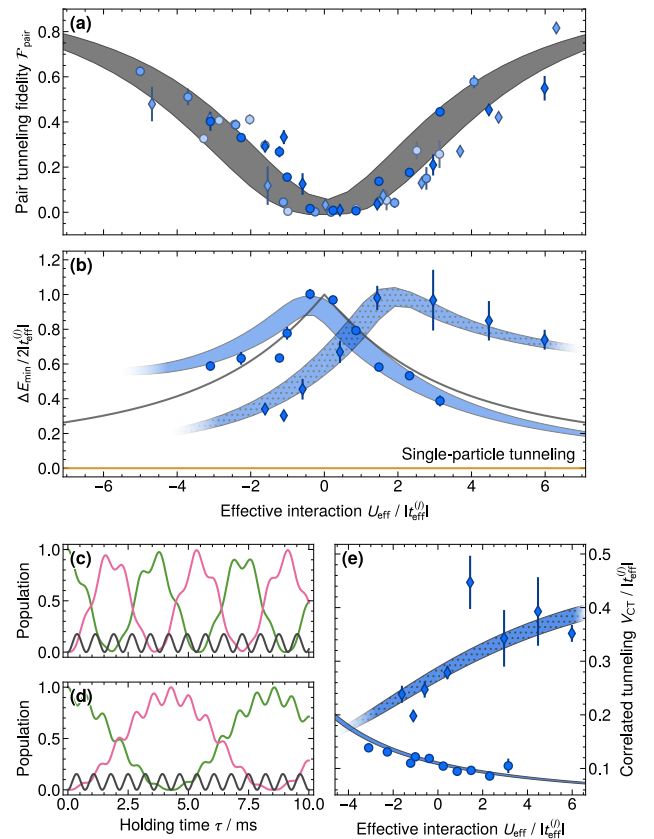 (a)
Pair tunneling fidelity 𝓕pair
0.8
0.6
0.4
0.2
0.0
(b)
ΔEmin / 2|t(J)eff|
1.2
1.0
0.8
0.6
0.4
0.2
0.0
Single-particle tunneling
−6 −4 −2 0 2 4 6
Effective interaction Ueff / |t(J)eff|
(c)
Population
1.0
0.5
0.0
(d)
Population
1.0
0.5
0.0
0.0 2.5 5.0 7.5 10.0
Holding time τ / ms
(e)
Correlated tunneling VCT / |t(J)eff|
0.5
0.4
0.3
0.2
0.1
−4 −2 0 2 4 6
Effective interaction Ueff / |t(J)eff|